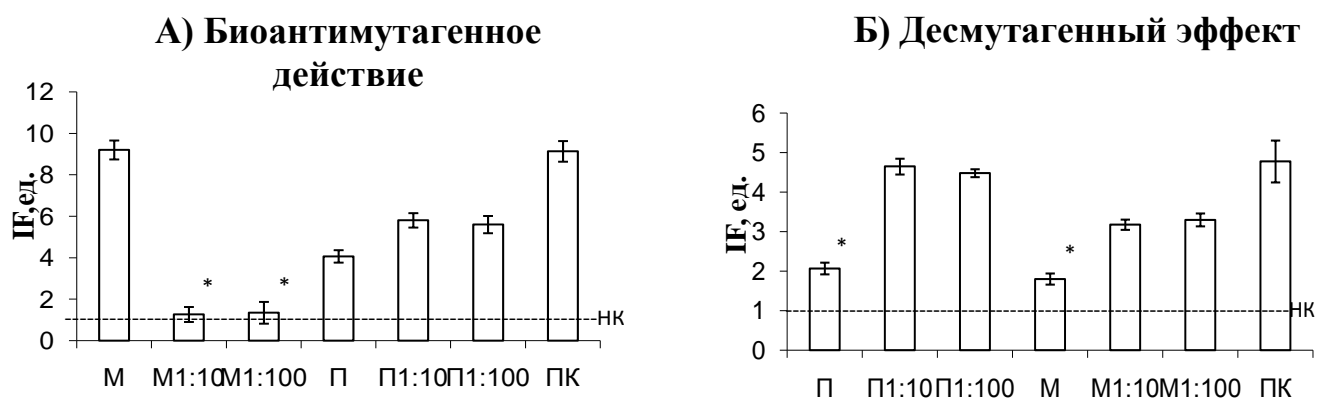 А) Биоантимутагенное
действие
IF,ед.
12
10
8
6
4
2
0
*
*
НК
М М1:10 М1:100 П П1:10 П1:100 ПК
Б) Десмутагенный эффект
IF, ед.
6
5
4
3
2
1
0
*
*
НК
П П1:10 П1:100 М М1:10 М1:100 ПК